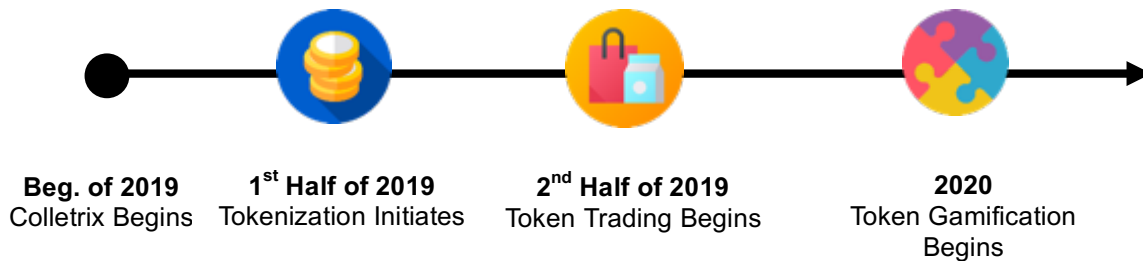 Beg. of 2019
Colletrix Begins
1st Half of 2019
Tokenization Initiates
2nd Half of 2019
Token Trading Begins
2020
Token Gamification
Begins